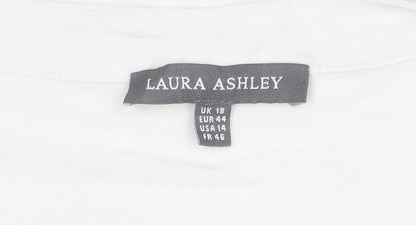 LAURA ASHLEY
UK 18
EUR 44
USA 14
FR 46